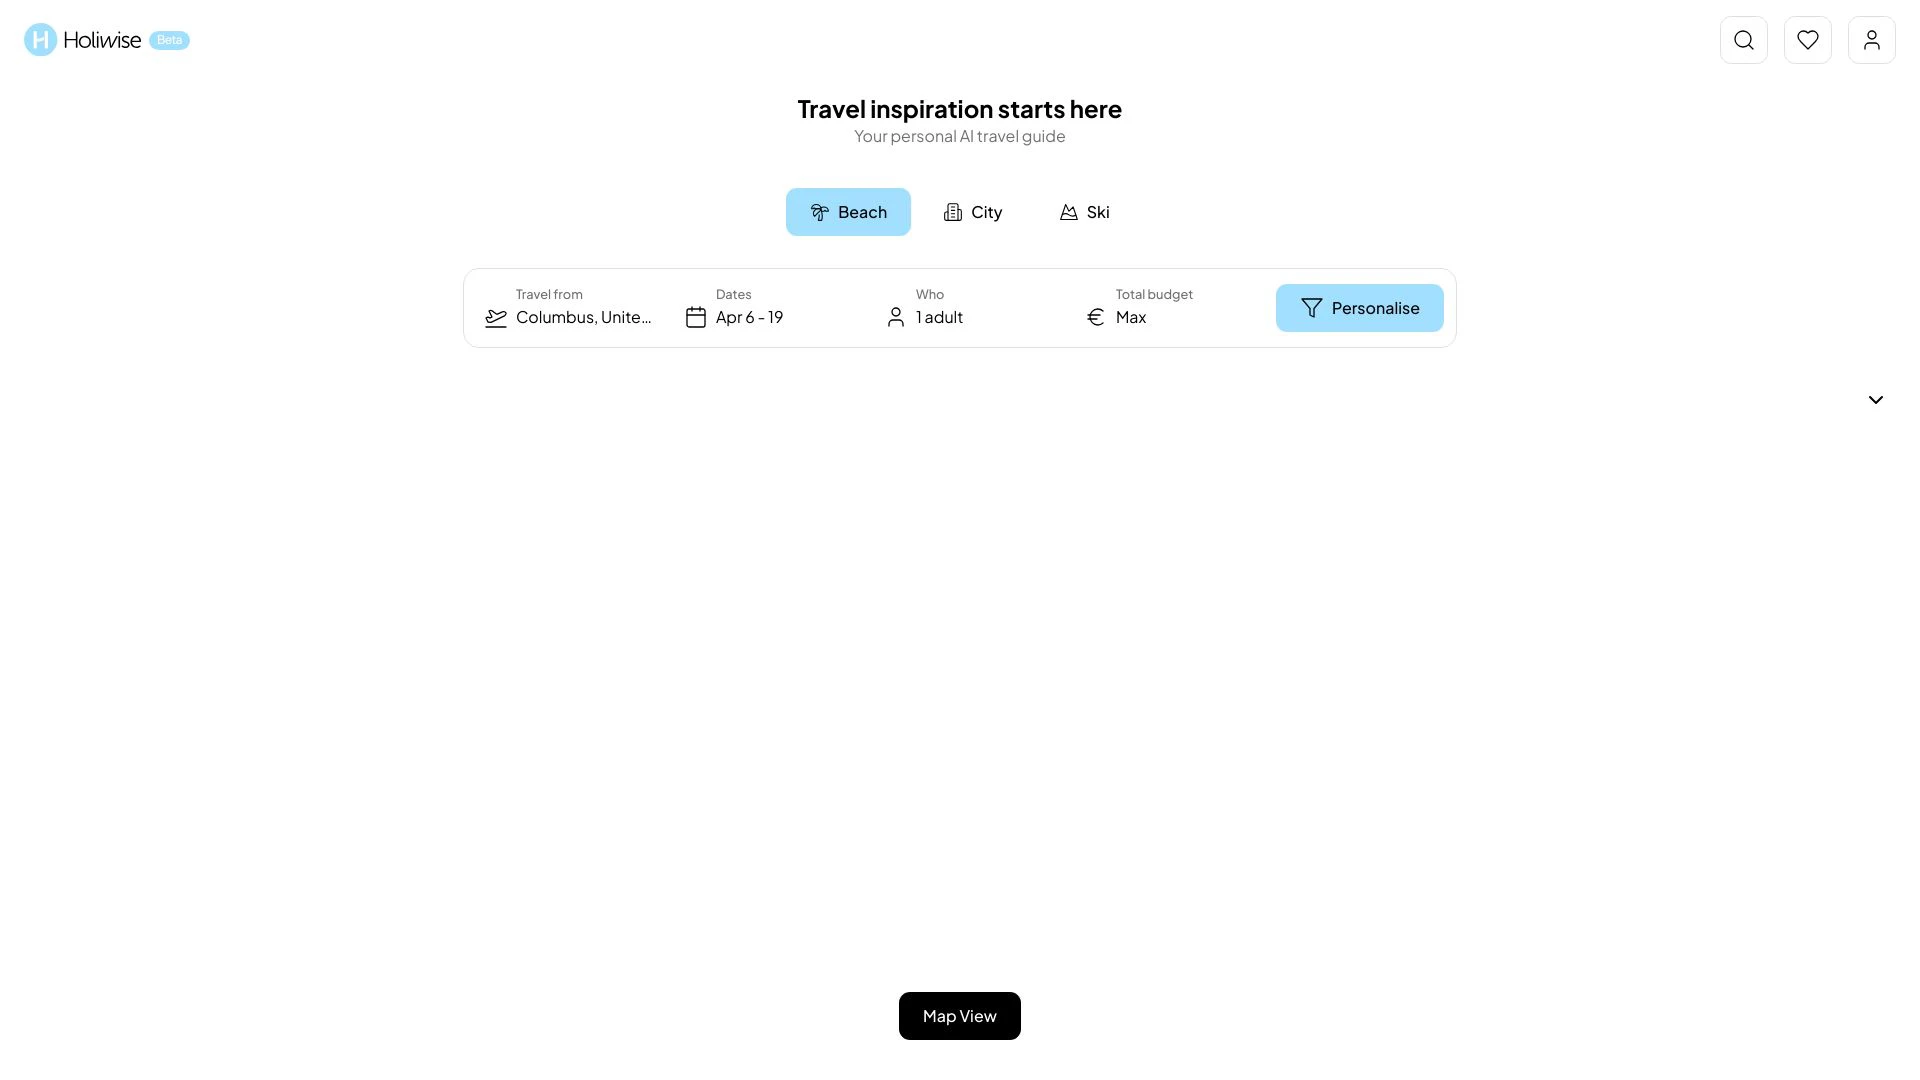 Holiwise Beta
Travel inspiration starts here
Your personal AI travel guide
Beach City Ski
Travel from Dates Who Total budget
Columbus, Unite... Apr 6 - 19 1 adult € Max Personalise
Map View